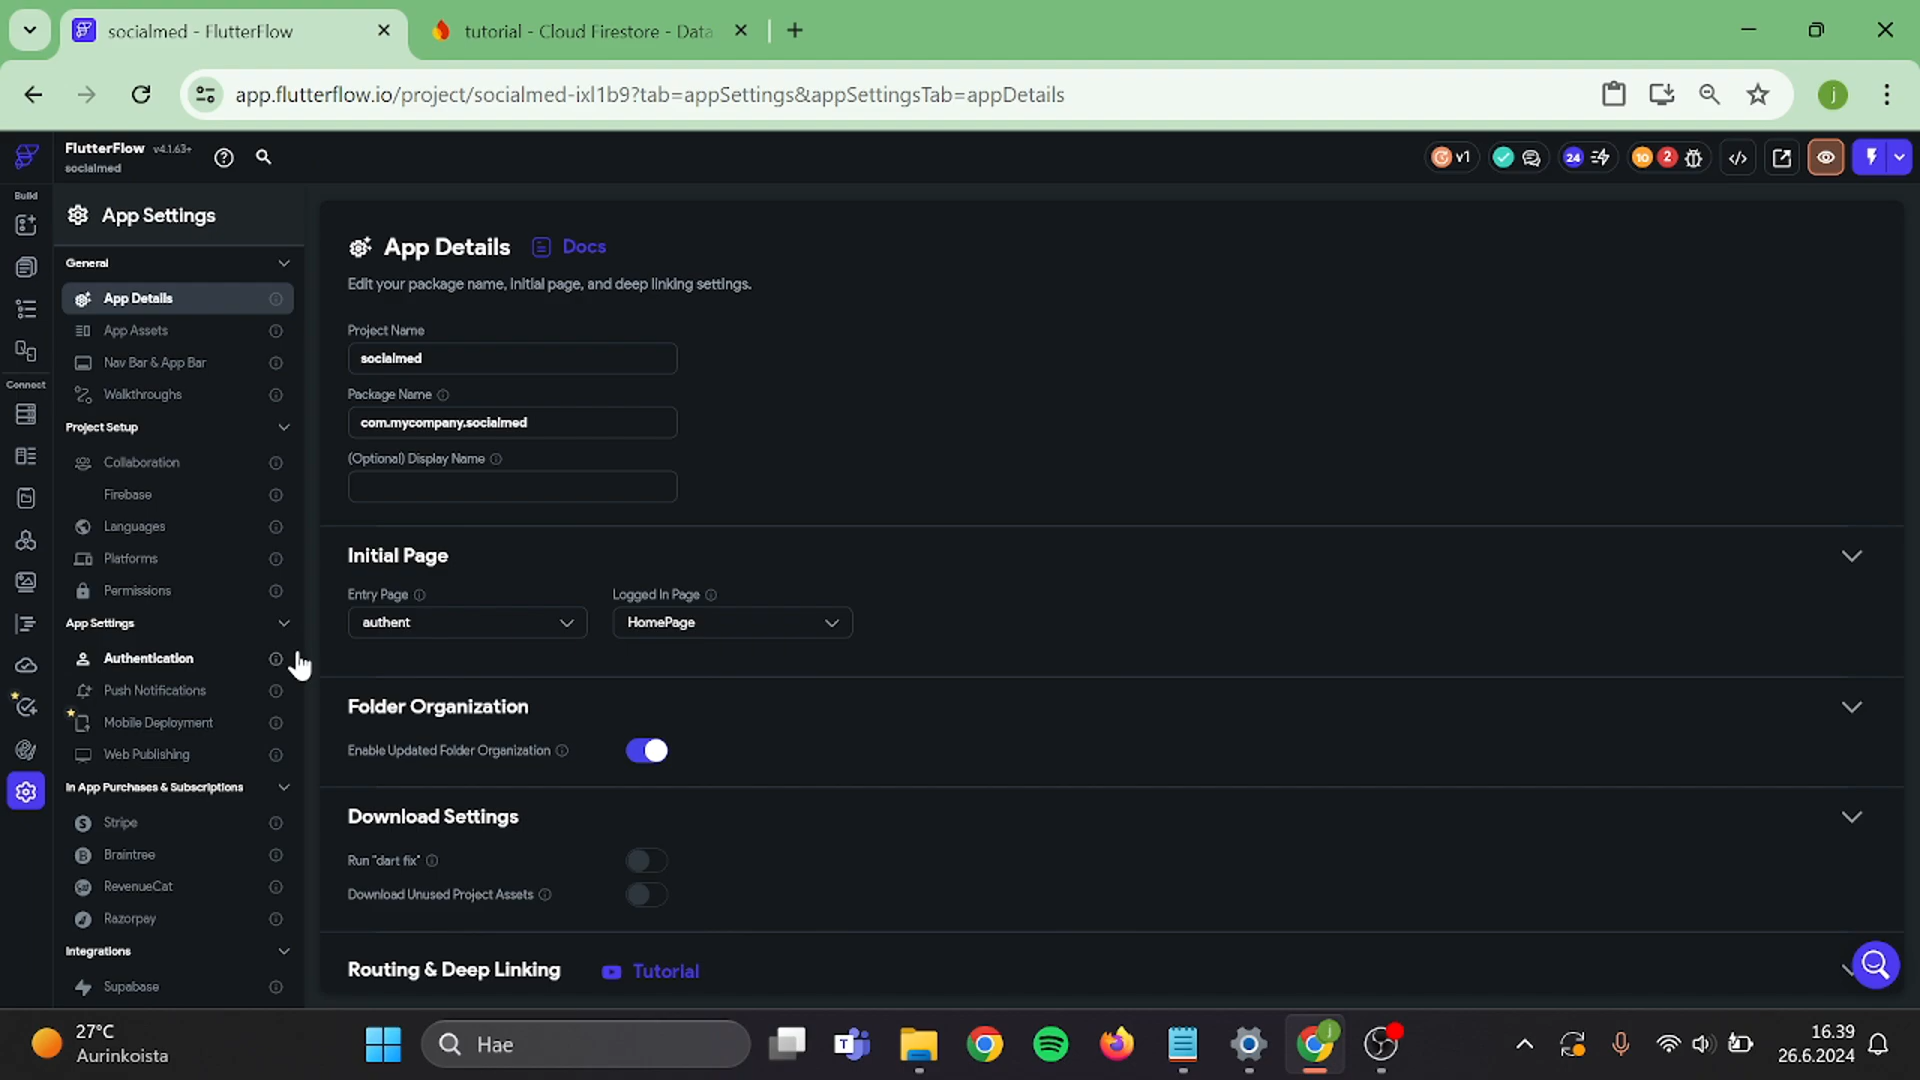 socialmed - FlutterFlow
tutorial - Cloud Firestore - Data
app.flutterflow.io/project/socialmed-ixl1b9?tab=appSettings&appSettingsTab=appDetails
j
FlutterFlow v4.1.63+
socialmed
v1
24
10 2
Build
Connect
App Settings
General
App Details
App Assets
Nav Bar & App Bar
Walkthroughs
Project Setup
Collaboration
Firebase
Languages
Platforms
Permissions
App Settings
Authentication
Push Notifications
Mobile Deployment
Web Publishing
In App Purchases & Subscriptions
Stripe
Braintree
RevenueCat
Razorpay
Integrations
Supabase
App Details Docs
Edit your package name, initial page, and deep linking settings.
Project Name
socialmed
Package Name
com.mycompany.socialmed
(Optional) Display Name
Initial Page
Entry Page Logged In Page
authent HomePage
Folder Organization
Enable Updated Folder Organization
Download Settings
Run "dart fix"
Download Unused Project Assets
Routing & Deep Linking Tutorial
27°C
Aurinkoista
Hae
16.39
26.6.2024